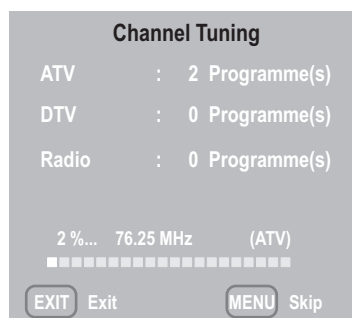 Channel Tuning
ATV : 2 Programme(s)
DTV : 0 Programme(s)
Radio : 0 Programme(s)
2 %... 76.25 MHz (ATV)
EXIT Exit MENU Skip